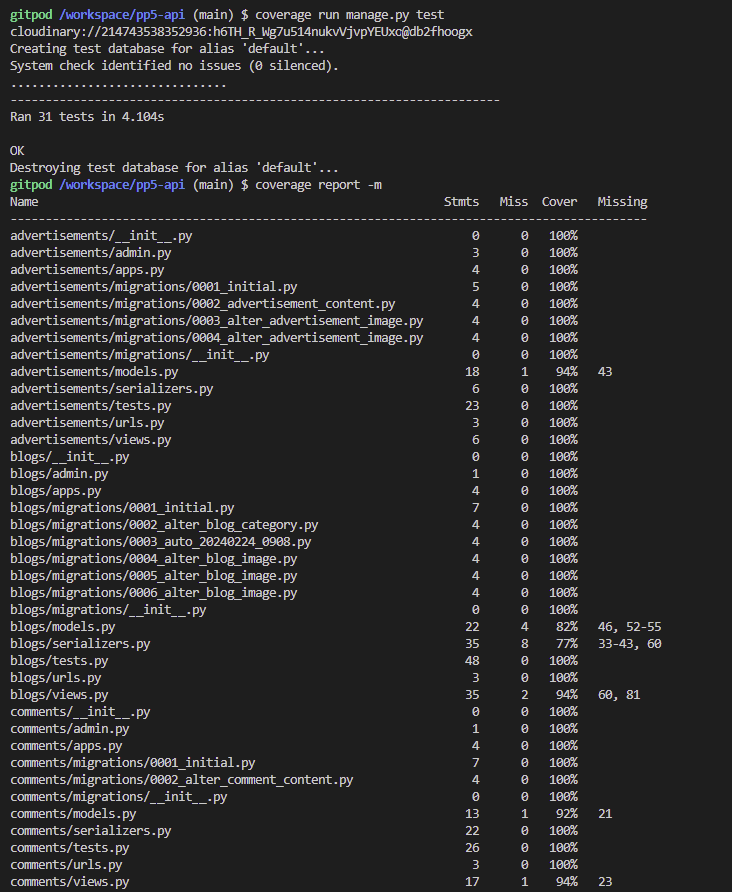 gitpod /workspace/pp5-api (main) $ coverage run manage.py test
cloudinary://214743538352936:h6TH_R_Wg7u514nukvVjvpYEUxc@db2fhoogx
Creating test database for alias 'default'...
System check identified no issues (0 silenced).
...............................
----------------------------------------------------------------------
Ran 31 tests in 4.104s
OK
Destroying test database for alias 'default'...
gitpod /workspace/pp5-api (main) $ coverage report -m
Name Stmts Miss Cover Missing
-------------------------------------------------------------------------------------------
advertisements/__init__.py 0 0 100%
advertisements/admin.py 3 0 100%
advertisements/apps.py 4 0 100%
advertisements/migrations/0001_initial.py 5 0 100%
advertisements/migrations/0002_advertisement_content.py 4 0 100%
advertisements/migrations/0003_alter_advertisement_image.py 4 0 100%
advertisements/migrations/0004_alter_advertisement_image.py 4 0 100%
advertisements/migrations/__init__.py 0 0 100%
advertisements/models.py 18 1 94% 43
advertisements/serializers.py 6 0 100%
advertisements/tests.py 23 0 100%
advertisements/urls.py 3 0 100%
advertisements/views.py 6 0 100%
blogs/__init__.py 0 0 100%
blogs/admin.py 1 0 100%
blogs/apps.py 4 0 100%
blogs/migrations/0001_initial.py 7 0 100%
blogs/migrations/0002_alter_blog_category.py 4 0 100%
blogs/migrations/0003_auto_20240224_0908.py 4 0 100%
blogs/migrations/0004_alter_blog_image.py 4 0 100%
blogs/migrations/0005_alter_blog_image.py 4 0 100%
blogs/migrations/0006_alter_blog_image.py 4 0 100%
blogs/migrations/__init__.py 0 0 100%
blogs/models.py 22 4 82% 46, 52-55
blogs/serializers.py 35 8 77% 33-43, 60
blogs/tests.py 48 0 100%
blogs/urls.py 3 0 100%
blogs/views.py 35 2 94% 60, 81
comments/__init__.py 0 0 100%
comments/admin.py 1 0 100%
comments/apps.py 4 0 100%
comments/migrations/0001_initial.py 7 0 100%
comments/migrations/0002_alter_comment_content.py 4 0 100%
comments/migrations/__init__.py 0 0 100%
comments/models.py 13 1 92% 21
comments/serializers.py 22 0 100%
comments/tests.py 26 0 100%
comments/urls.py 3 0 100%
comments/views.py 17 1 94% 23